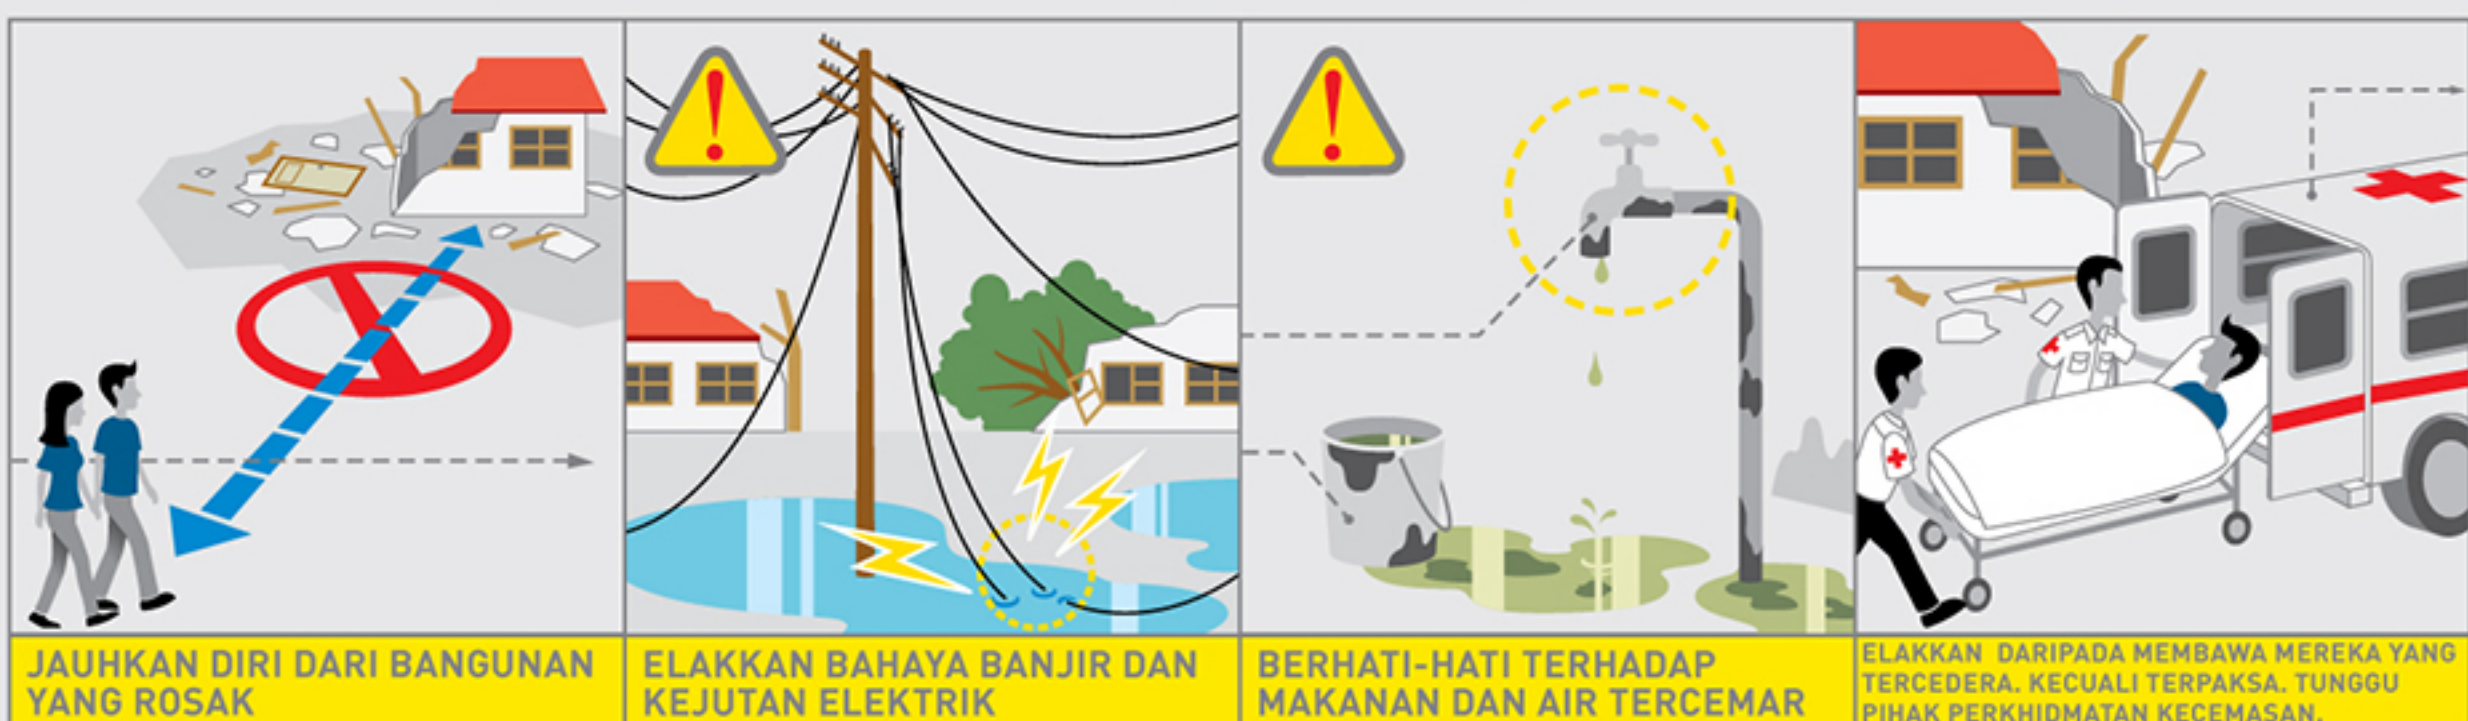 JAUHKAN DIRI DARI BANGUNAN
YANG ROSAK
ELAKKAN BAHAYA BANJIR DAN
KEJUTAN ELEKTRIK
BERHATI-HATI TERHADAP
MAKANAN DAN AIR TERCEMAR
ELAKKAN DARIPADA MEMBAWA MEREKA YANG
TERCEDERA. KECUALI TERPAKSA. TUNGGU
PIHAK PERKHIDMATAN KECEMASAN.